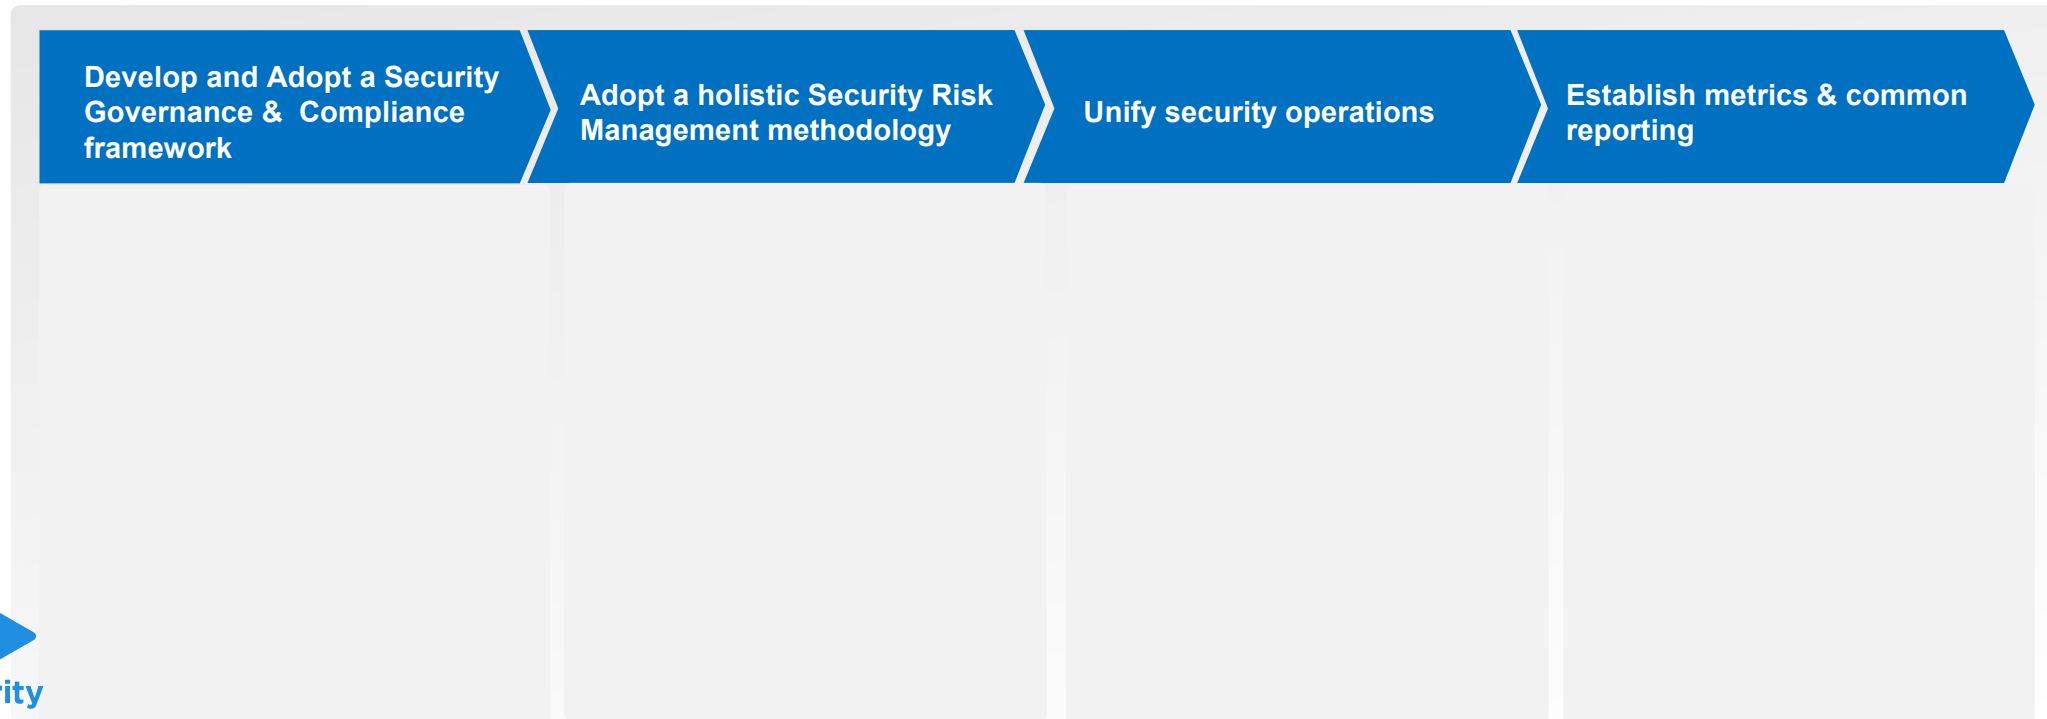 Develop and Adopt a Security
Governance &  Compliance
framework
Adopt a holistic Security Risk
Management methodology
Unify security operations
Establish metrics & common
reporting